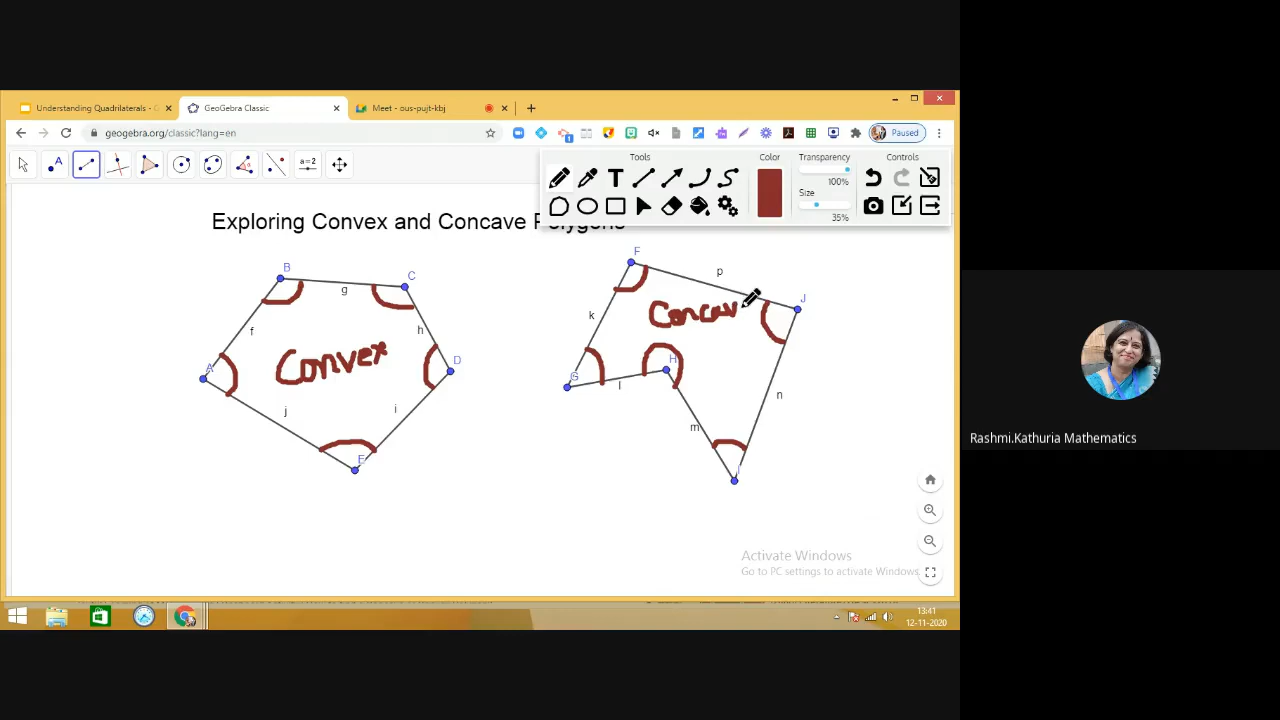 Understanding Quadrilaterals - G
GeoGebra Classic
Meet - ous-pujt-kbj
geogebra.org/classic?lang=en
Paused
A
a=2
Tools
Color
Transparency
Controls
T
100%
Size
35%
Exploring Convex and Concave Polygons
B
C
g
f
h
A
D
Convex
j
i
E
F
p
J
k
Concav
G
H
l
n
m
I
Activate Windows
Go to PC settings to activate Windows.
13:41
12-11-2020
Rashmi.Kathuria Mathematics